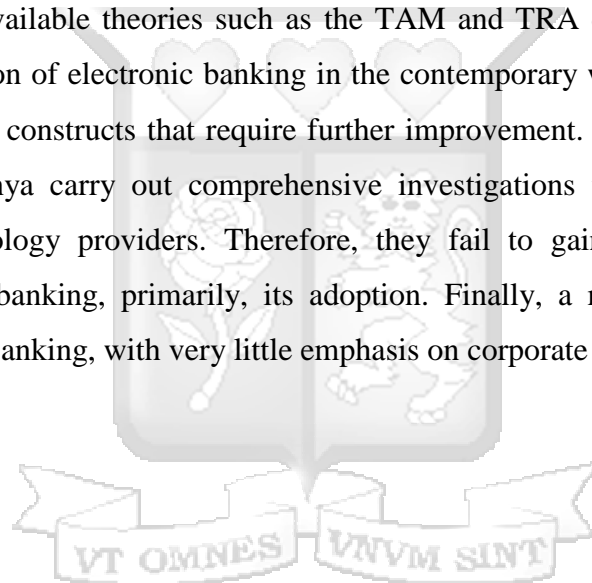 vailable theories such as the TAM and TRA
ion of electronic banking in the contemporary
constructs that require further improvement.
nya carry out comprehensive investigations
ology providers. Therefore, they fail to gain
banking, primarily, its adoption. Finally, a
anking, with very little emphasis on corporate
VT OMNES VNVM SINT